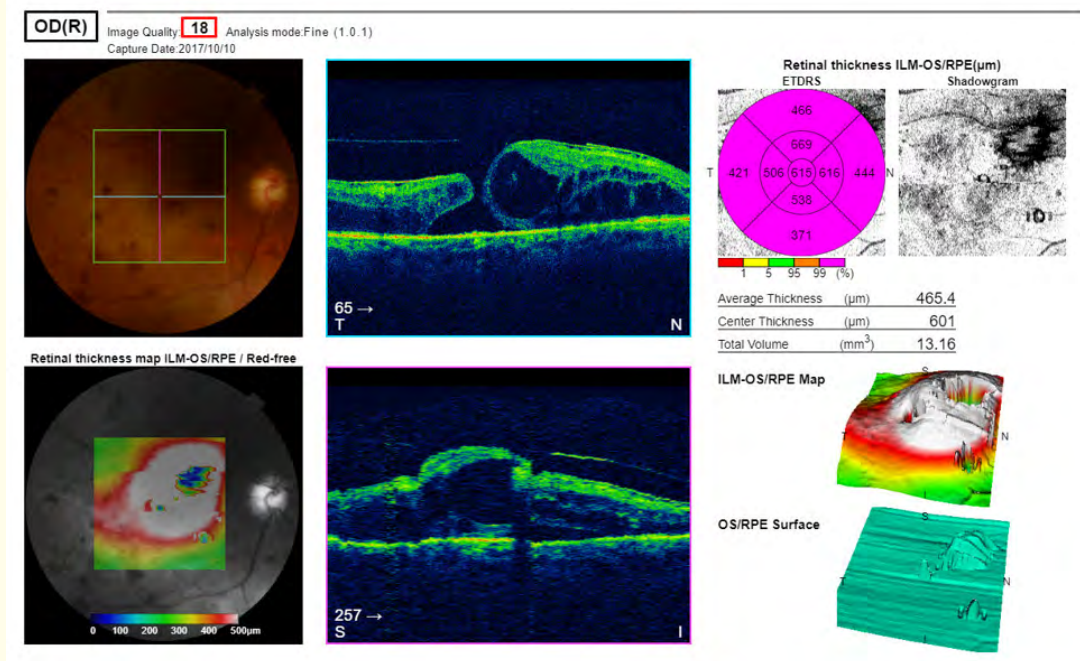 OD(R)
Image Quality: 18 Analysis mode:Fine (1.0.1)
Capture Date:2017/10/10
65 →
T N
Retinal thickness ILM-OS/RPE(µm)
ETDRS Shadowgram
466
669
T 421 506 615 616 444 N
538
371
1 5 95 99 (%)
Average Thickness (µm) 465.4
Center Thickness (µm) 601
Total Volume (mm³) 13.16
Retinal thickness map ILM-OS/RPE / Red-free
0 100 200 300 400 500µm
257 →
S I
ILM-OS/RPE Map
S
T N
I
OS/RPE Surface
S
T N
I